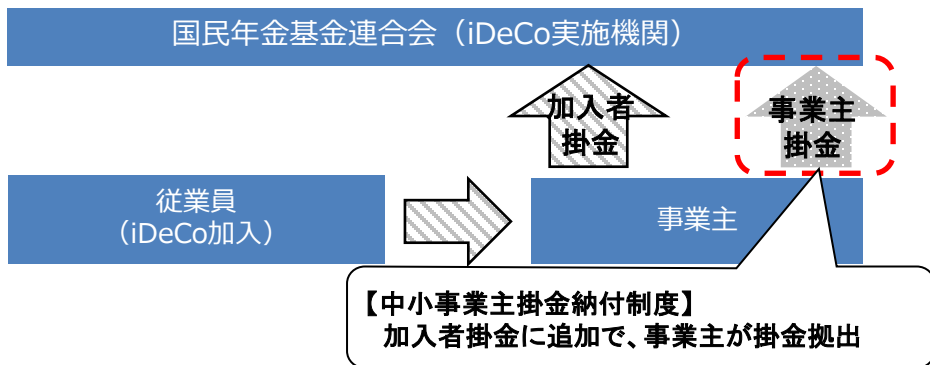 国民年金基金連合会（iDeCo実施機関）
加入者
掛金
事業主
掛金
従業員
（iDeCo加入）
事業主
【中小事業主掛金納付制度】
加入者掛金に追加で、事業主が掛金拠出